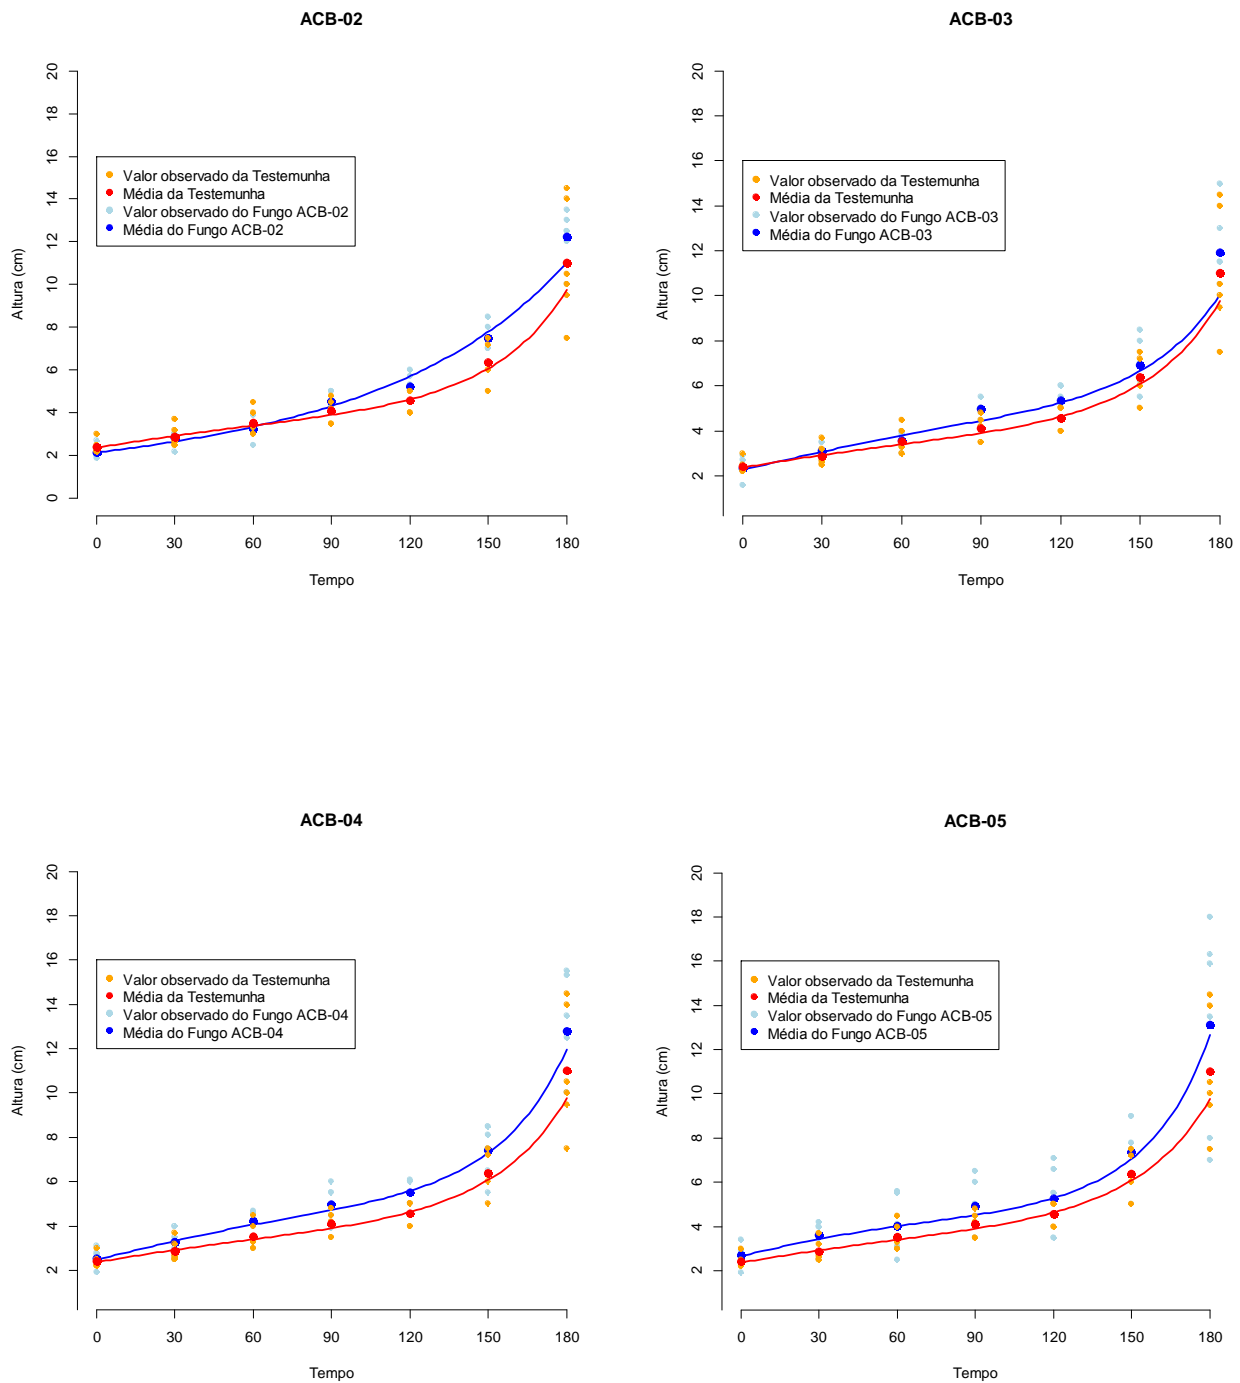 ACB-02
Altura (cm)
20
18
16
14
12
10
8
6
4
2
0
Valor observado da Testemunha
Média da Testemunha
Valor observado do Fungo ACB-02
Média do Fungo ACB-02
0 30 60 90 120 150 180
Tempo
ACB-03
Altura (cm)
20
18
16
14
12
10
8
6
4
2
Valor observado da Testemunha
Média da Testemunha
Valor observado do Fungo ACB-03
Média do Fungo ACB-03
0 30 60 90 120 150 180
Tempo
ACB-04
Altura (cm)
20
18
16
14
12
10
8
6
4
2
Valor observado da Testemunha
Média da Testemunha
Valor observado do Fungo ACB-04
Média do Fungo ACB-04
0 30 60 90 120 150 180
Tempo
ACB-05
Altura (cm)
20
18
16
14
12
10
8
6
4
2
Valor observado da Testemunha
Média da Testemunha
Valor observado do Fungo ACB-05
Média do Fungo ACB-05
0 30 60 90 120 150 180
Tempo